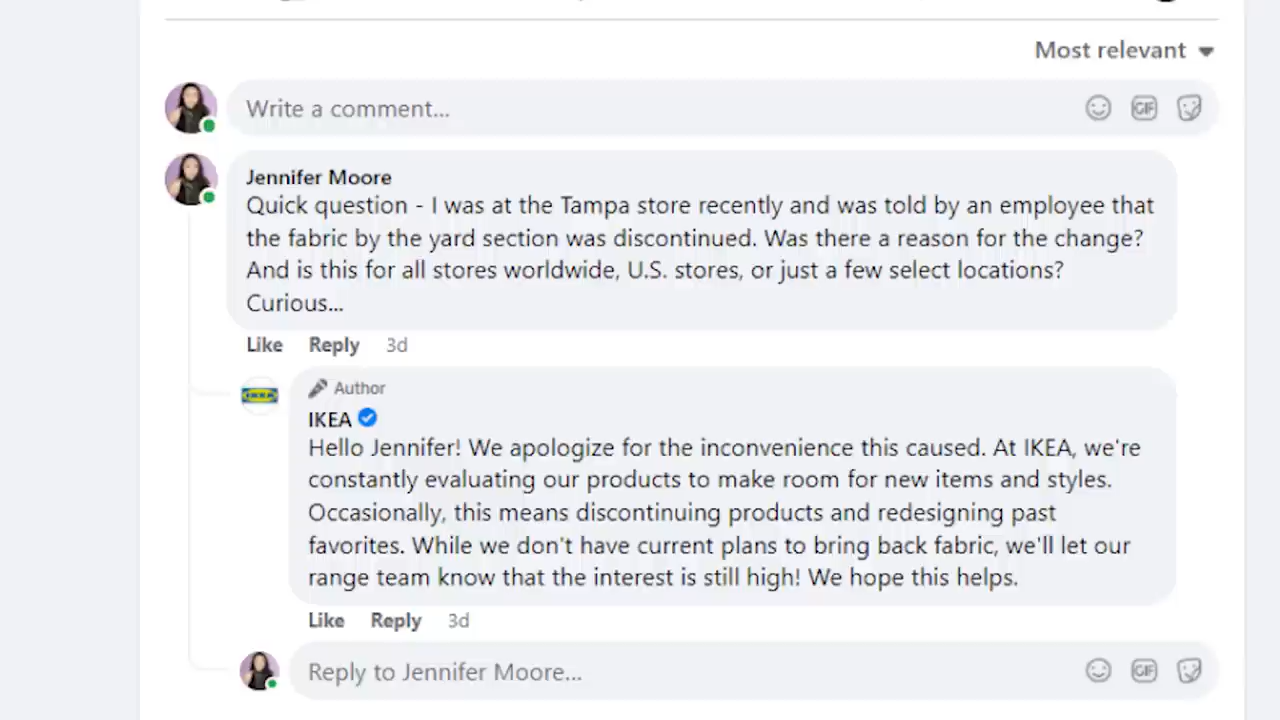 Most relevant
Write a comment...
GIF
Jennifer Moore
Quick question - I was at the Tampa store recently and was told by an employee that
the fabric by the yard section was discontinued. Was there a reason for the change?
And is this for all stores worldwide, U.S. stores, or just a few select locations?
Curious...
Like Reply 3d
Author
IKEA
IKEA
Hello Jennifer! We apologize for the inconvenience this caused. At IKEA, we're
constantly evaluating our products to make room for new items and styles.
Occasionally, this means discontinuing products and redesigning past
favorites. While we don't have current plans to bring back fabric, we'll let our
range team know that the interest is still high! We hope this helps.
Like Reply 3d
Reply to Jennifer Moore...
GIF